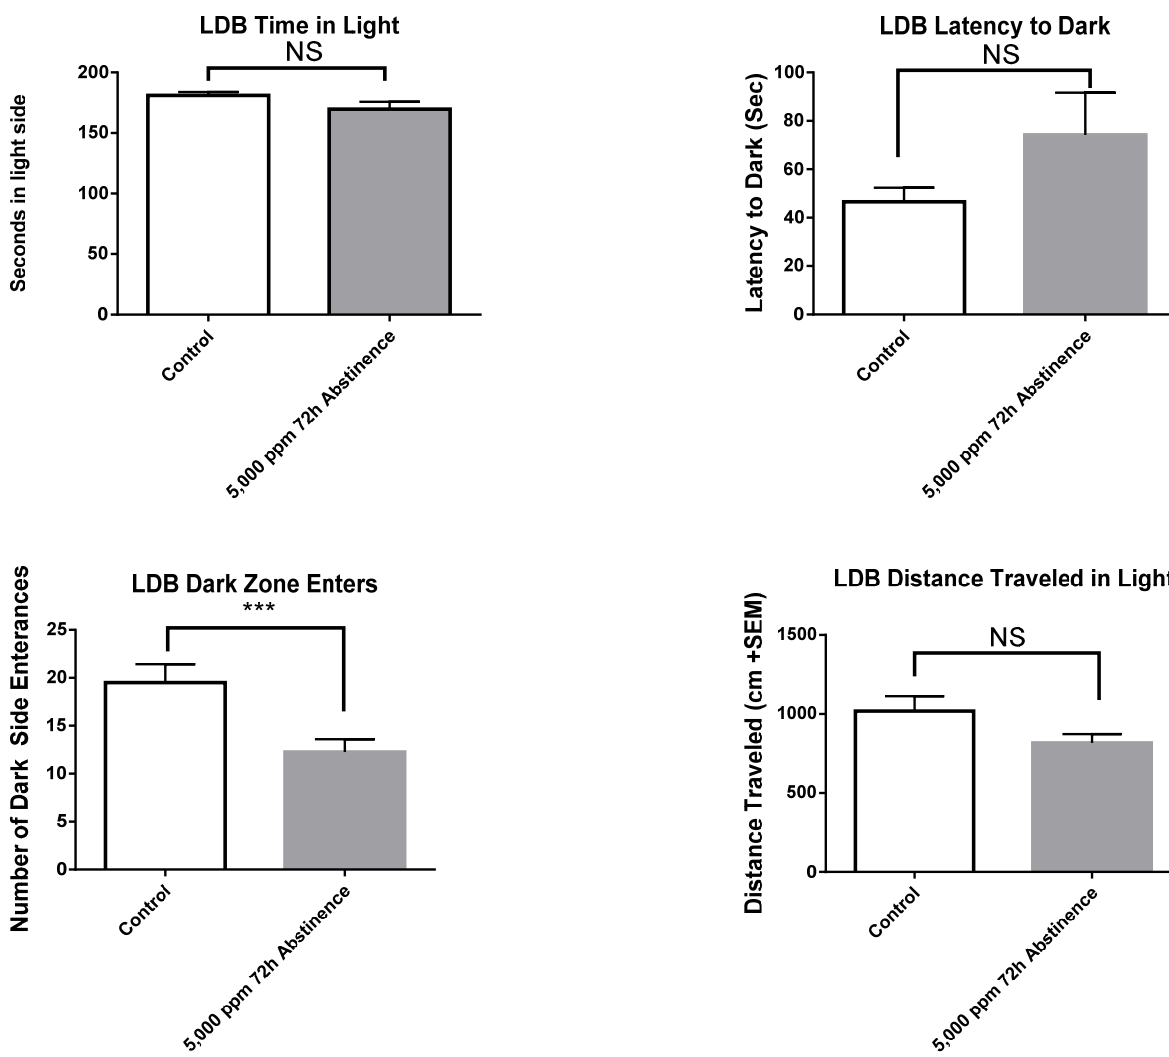 LDB Time in Light
NS
Seconds in light side
200
150
100
50
0
Control
5,000 ppm 72h Abstinence
LDB Latency to Dark
NS
Latency to Dark (Sec)
100
80
60
40
20
0
Control
5,000 ppm 72h Abstinence
LDB Dark Zone Enters
***
Number of Dark Side Enterances
25
20
15
10
5
0
Control
5,000 ppm 72h Abstinence
LDB Distance Traveled in Light
NS
Distance Traveled (cm +SEM)
1500
1000
500
0
Control
5,000 ppm 72h Abstinence